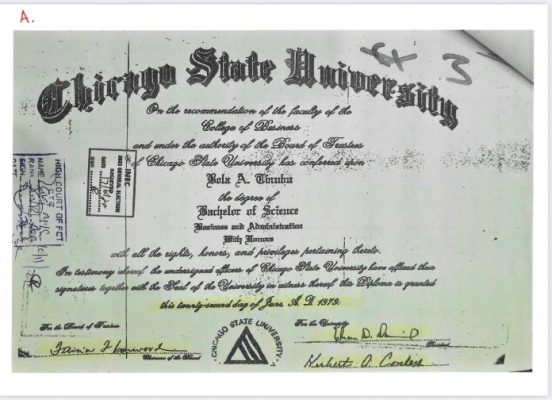 A.
Ex 3
Chicago State University
On the recommendation of the faculty of the
College of Business
and under the authority of the Board of Trustees
of Chicago State University has conferred upon
Bola A. Tinubu
the degree of
Bachelor of Science
Business and Administration
With Honors
with all the rights, honors, and privileges pertaining thereto.
In testimony whereof the undersigned officers of Chicago State University have affixed their
signatures together with the Seal of the University in witness thereof this Diploma is granted
this twenty-second day of June, A. D. 1979.
HIGH COURT OF FCT
NAME
RANK
SIGN
INEC
For the Board of Trustees
For the University
Chairman of the Board
President
CHICAGO STATE UNIVERSITY